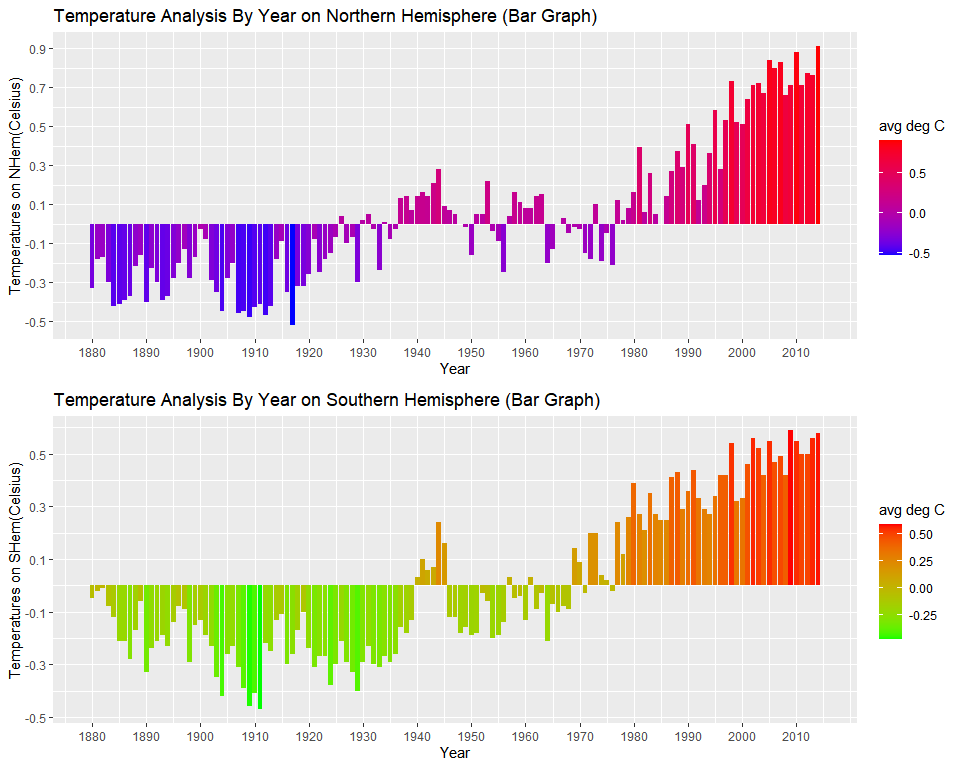 Temperature Analysis By Year on Northern Hemisphere (Bar Graph)
Temperatures on NHem(Celsius)
0.9
0.7
0.5
0.3
0.1
-0.1
-0.3
-0.5
1880 1890 1900 1910 1920 1930 1940 1950 1960 1970 1980 1990 2000 2010
Year
avg deg C
0.5
0.0
-0.5
Temperature Analysis By Year on Southern Hemisphere (Bar Graph)
Temperatures on SHem(Celsius)
0.5
0.3
0.1
-0.1
-0.3
-0.5
1880 1890 1900 1910 1920 1930 1940 1950 1960 1970 1980 1990 2000 2010
Year
avg deg C
0.50
0.25
0.00
-0.25